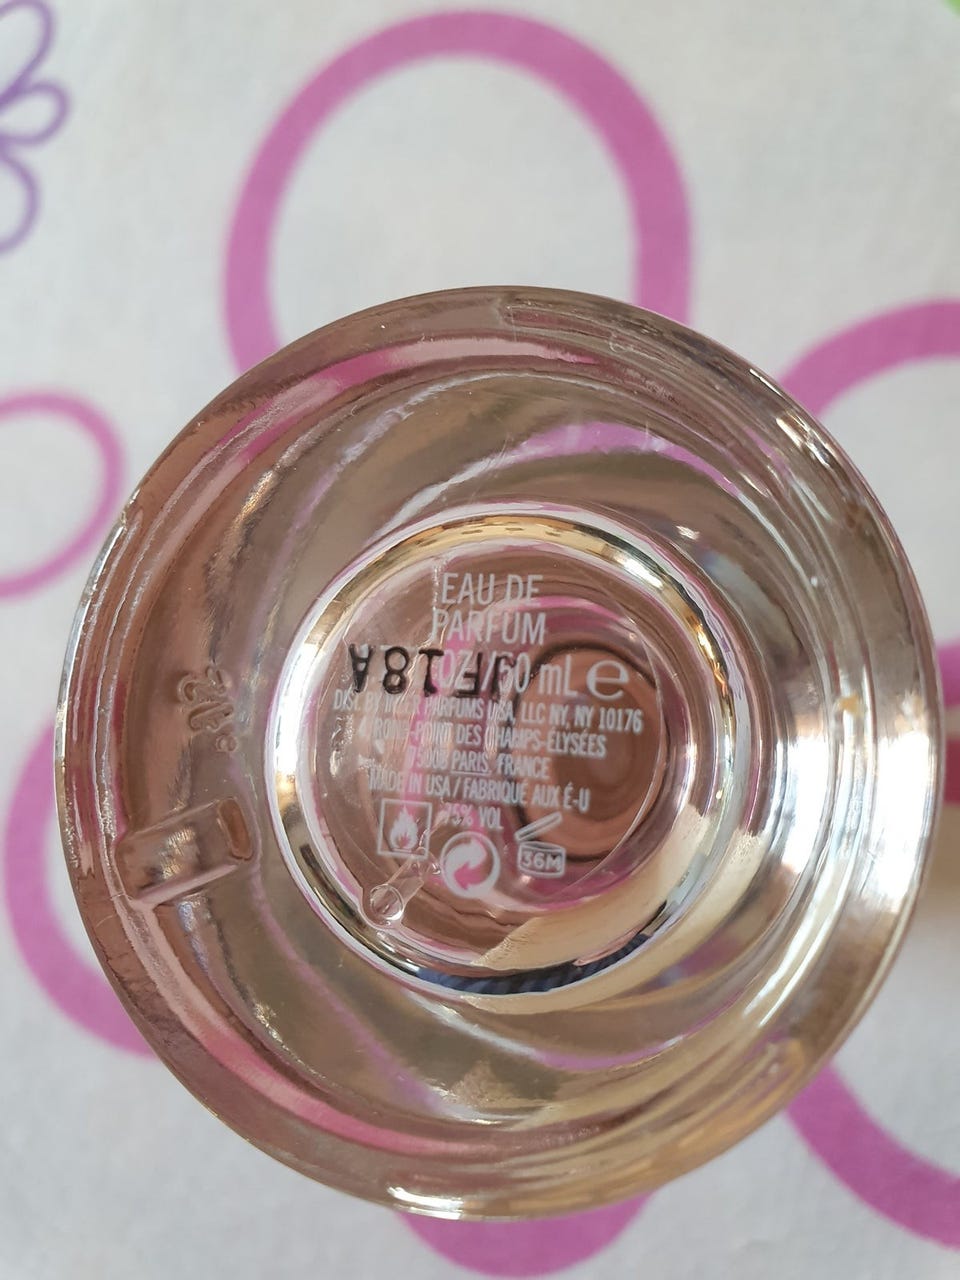 EAU DE
PARFUM
OZ/60 mL e
DIST. BY INTER PARFUMS USA, LLC NY, NY 10176
4 ROND-POINT DES CHAMPS-ÉLYSÉES
75008 PARIS, FRANCE
MADE IN USA / FABRIQUÉ AUX É-U
75% VOL
36M